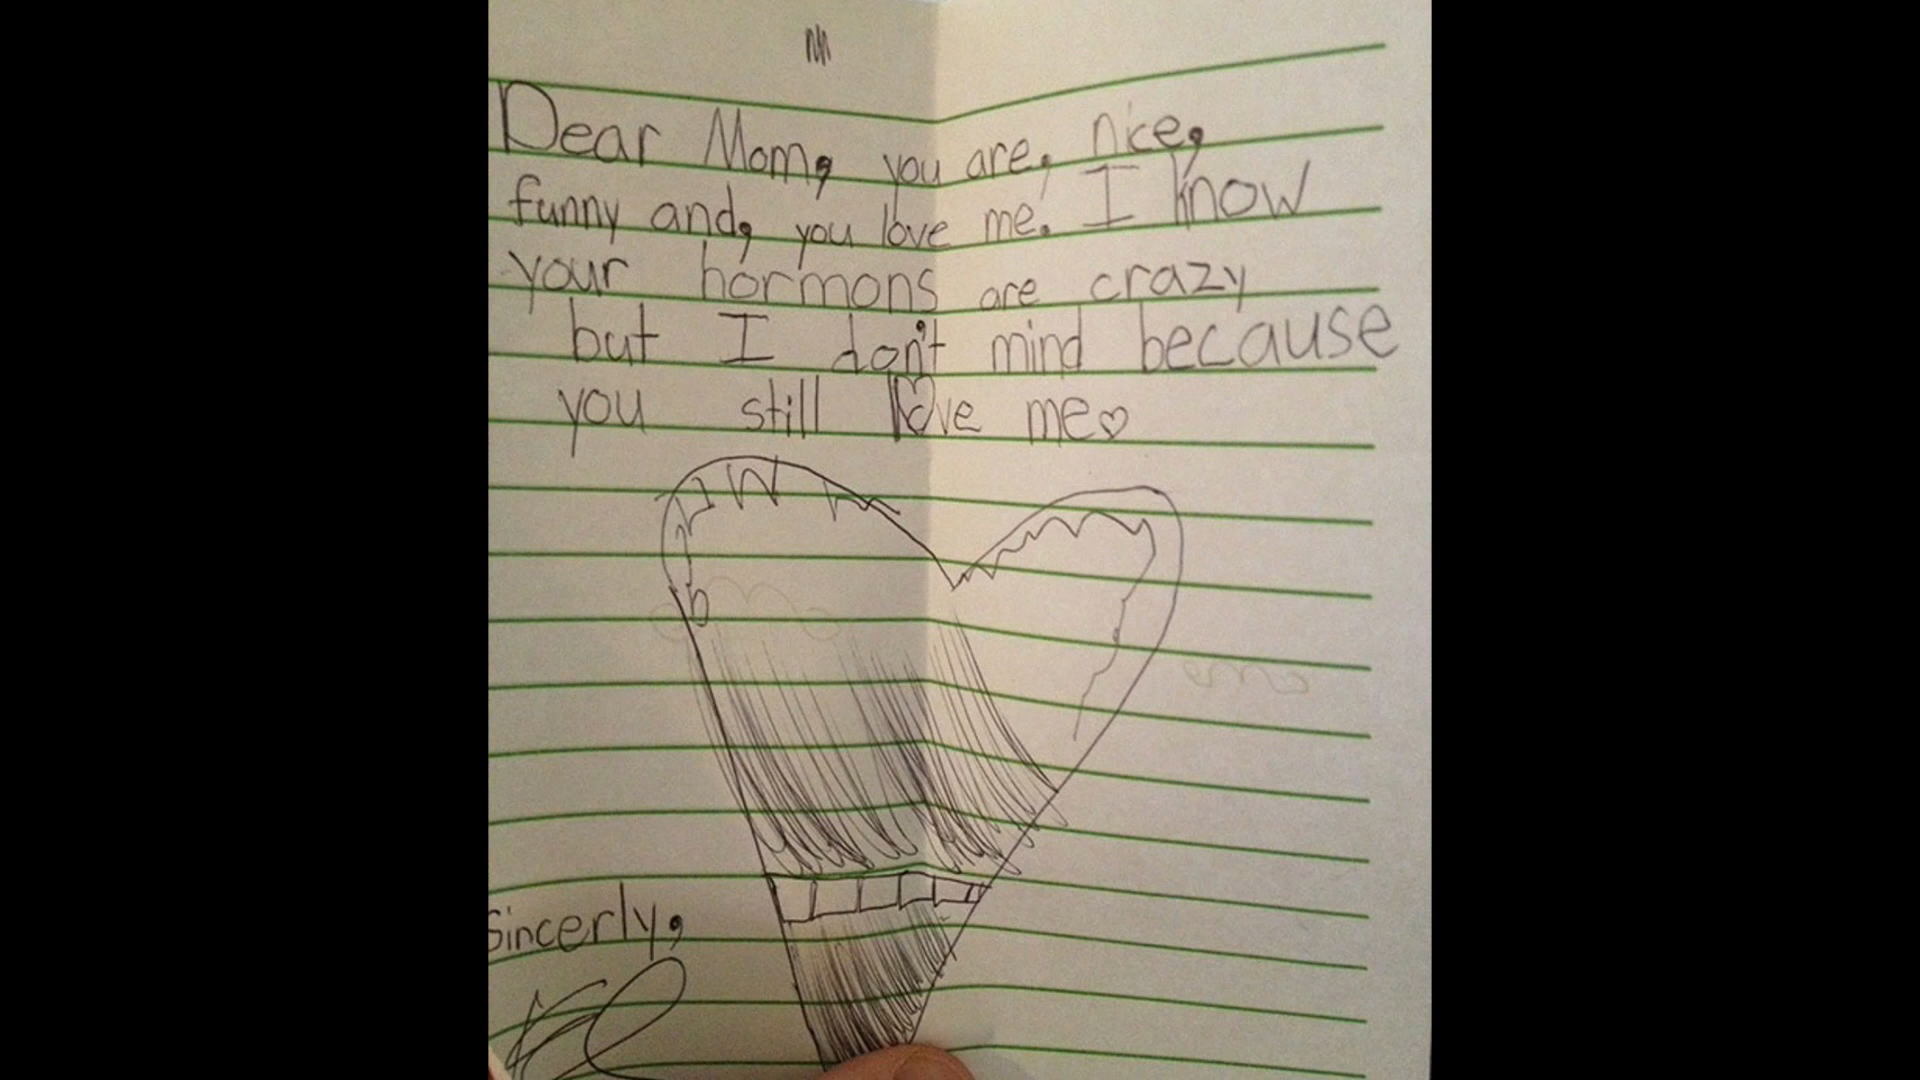 Dear Mom, you are, nice,
funny and, you love me. I know
your hormons are crazy
but I don't mind because
you still love me♡
Sincerly,